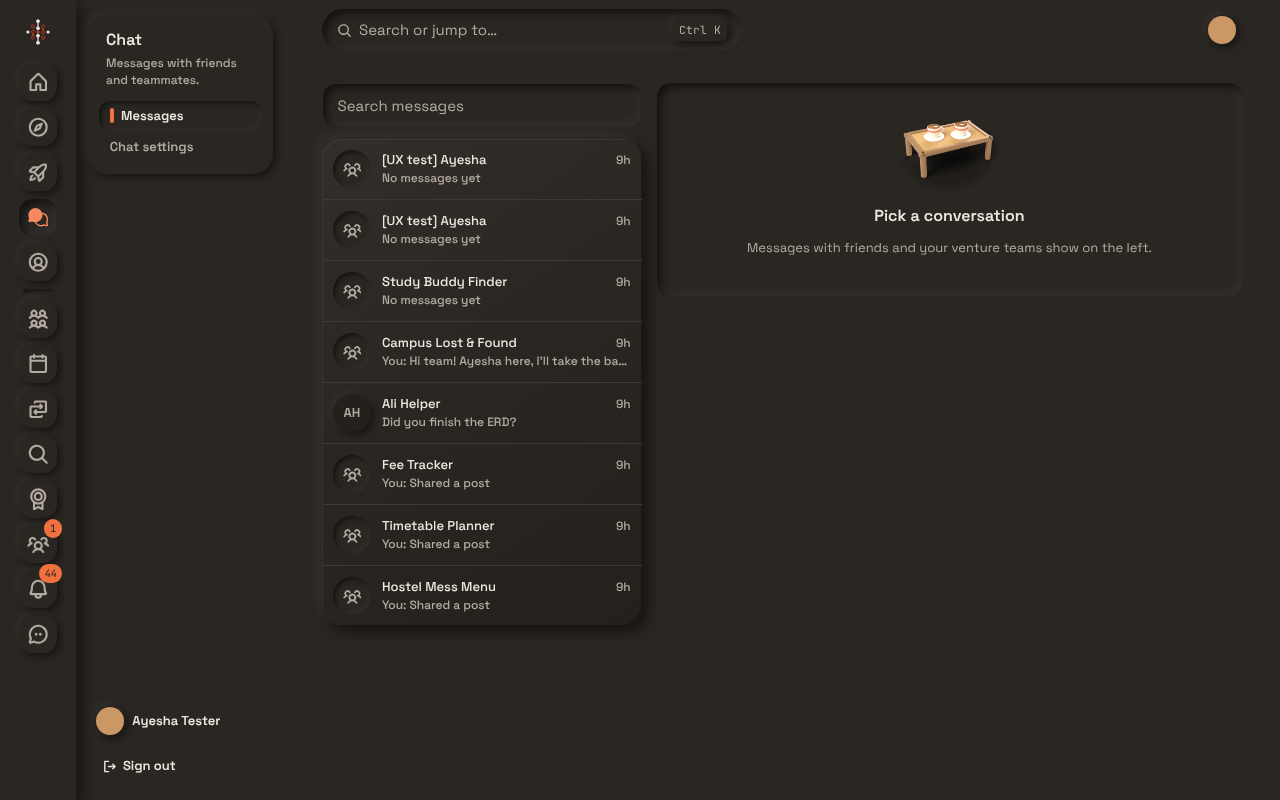 Chat
Messages with friends
and teammates.
Messages
Chat settings
1
44
Ayesha Tester
Sign out
Search or jump to...
Ctrl K
Search messages
[UX test] Ayesha
9h
No messages yet
[UX test] Ayesha
9h
No messages yet
Study Buddy Finder
9h
No messages yet
Campus Lost & Found
9h
You: Hi team! Ayesha here, I'll take the ba...
AH
Ali Helper
9h
Did you finish the ERD?
Fee Tracker
9h
You: Shared a post
Timetable Planner
9h
You: Shared a post
Hostel Mess Menu
9h
You: Shared a post
Pick a conversation
Messages with friends and your venture teams show on the left.